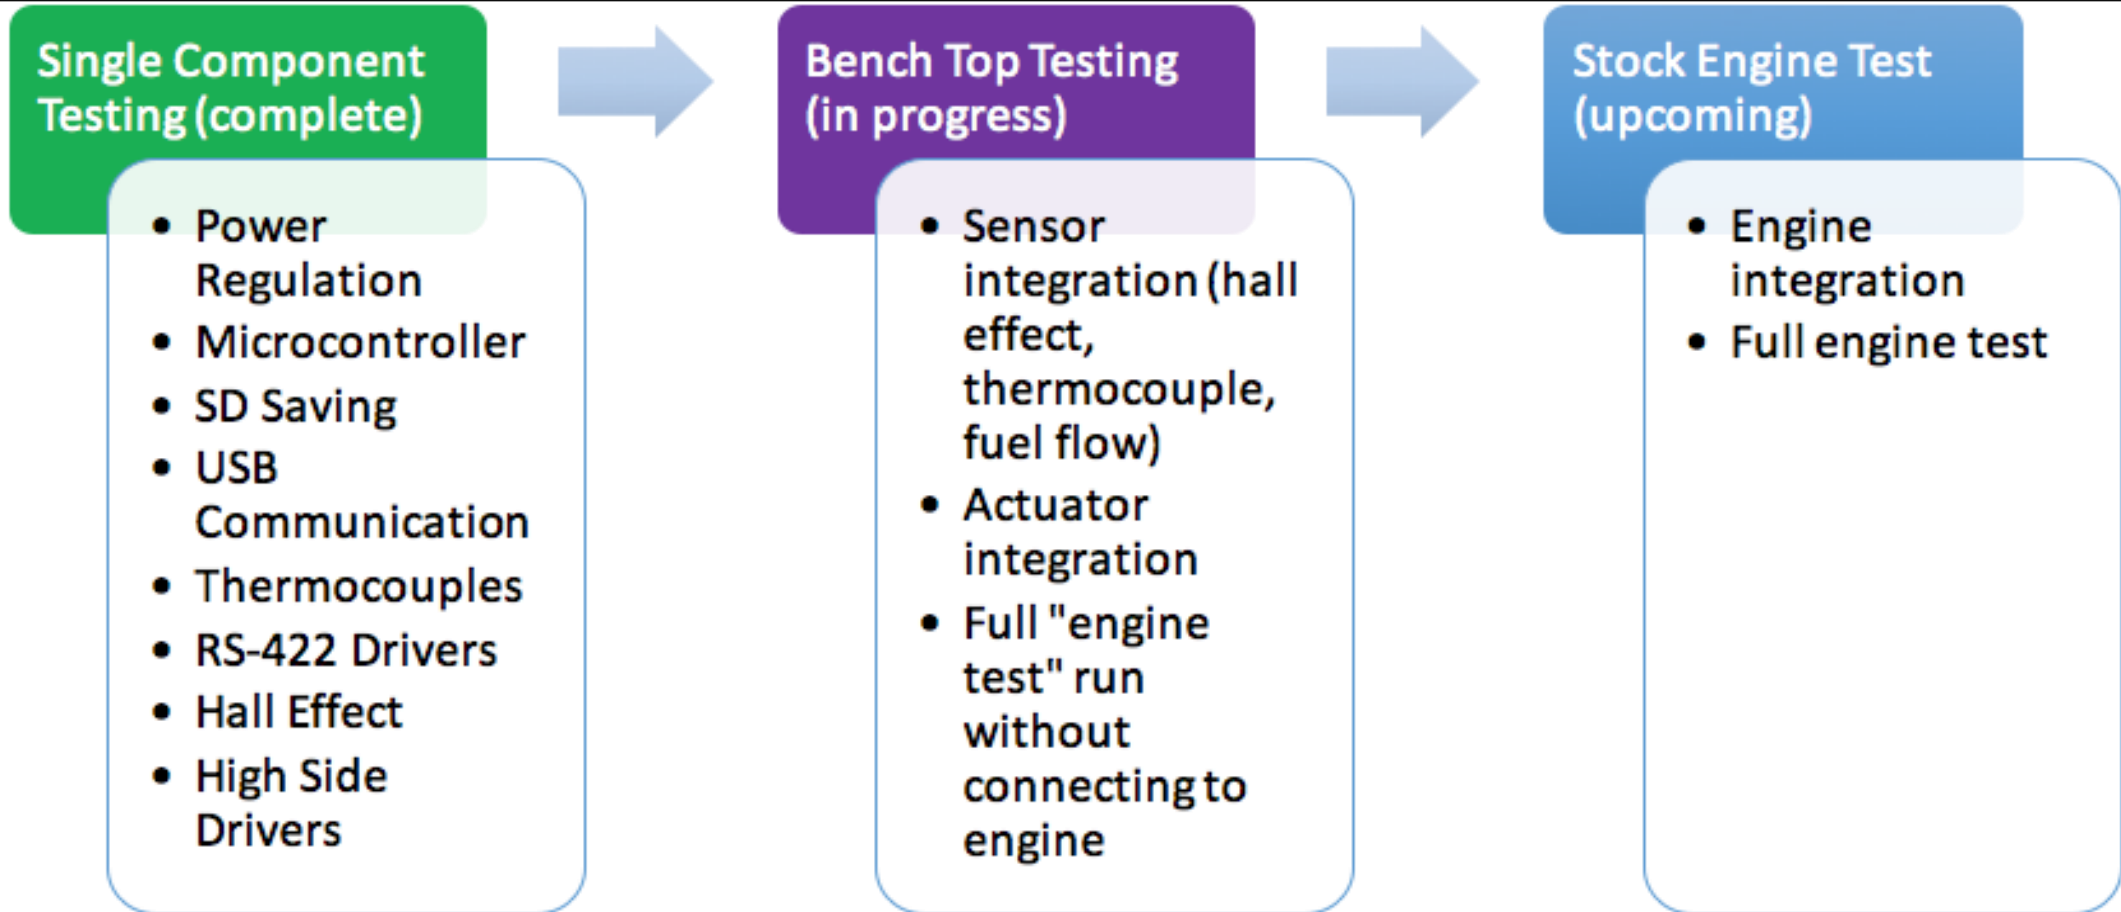 Single Component
Testing (complete)
• Power
Regulation
• Microcontroller
• SD Saving
• USB
Communication
• Thermocouples
• RS-422 Drivers
• Hall Effect
• High Side
Drivers
Bench Top Testing
(in progress)
• Sensor
integration (hall
effect,
thermocouple,
fuel flow)
• Actuator
integration
• Full "engine
test" run
without
connecting to
engine
Stock Engine Test
(upcoming)
• Engine
integration
• Full engine test